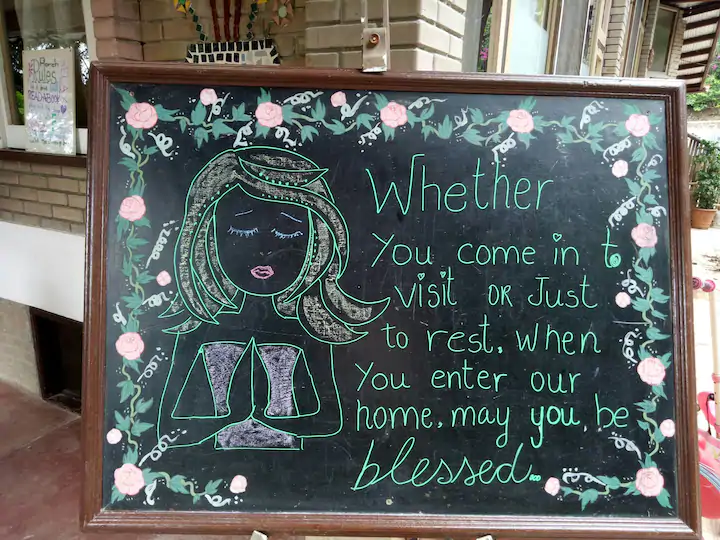 Whether
You come in to
visit OR Just
to rest. When
You enter our
home, may you, be
blessed...